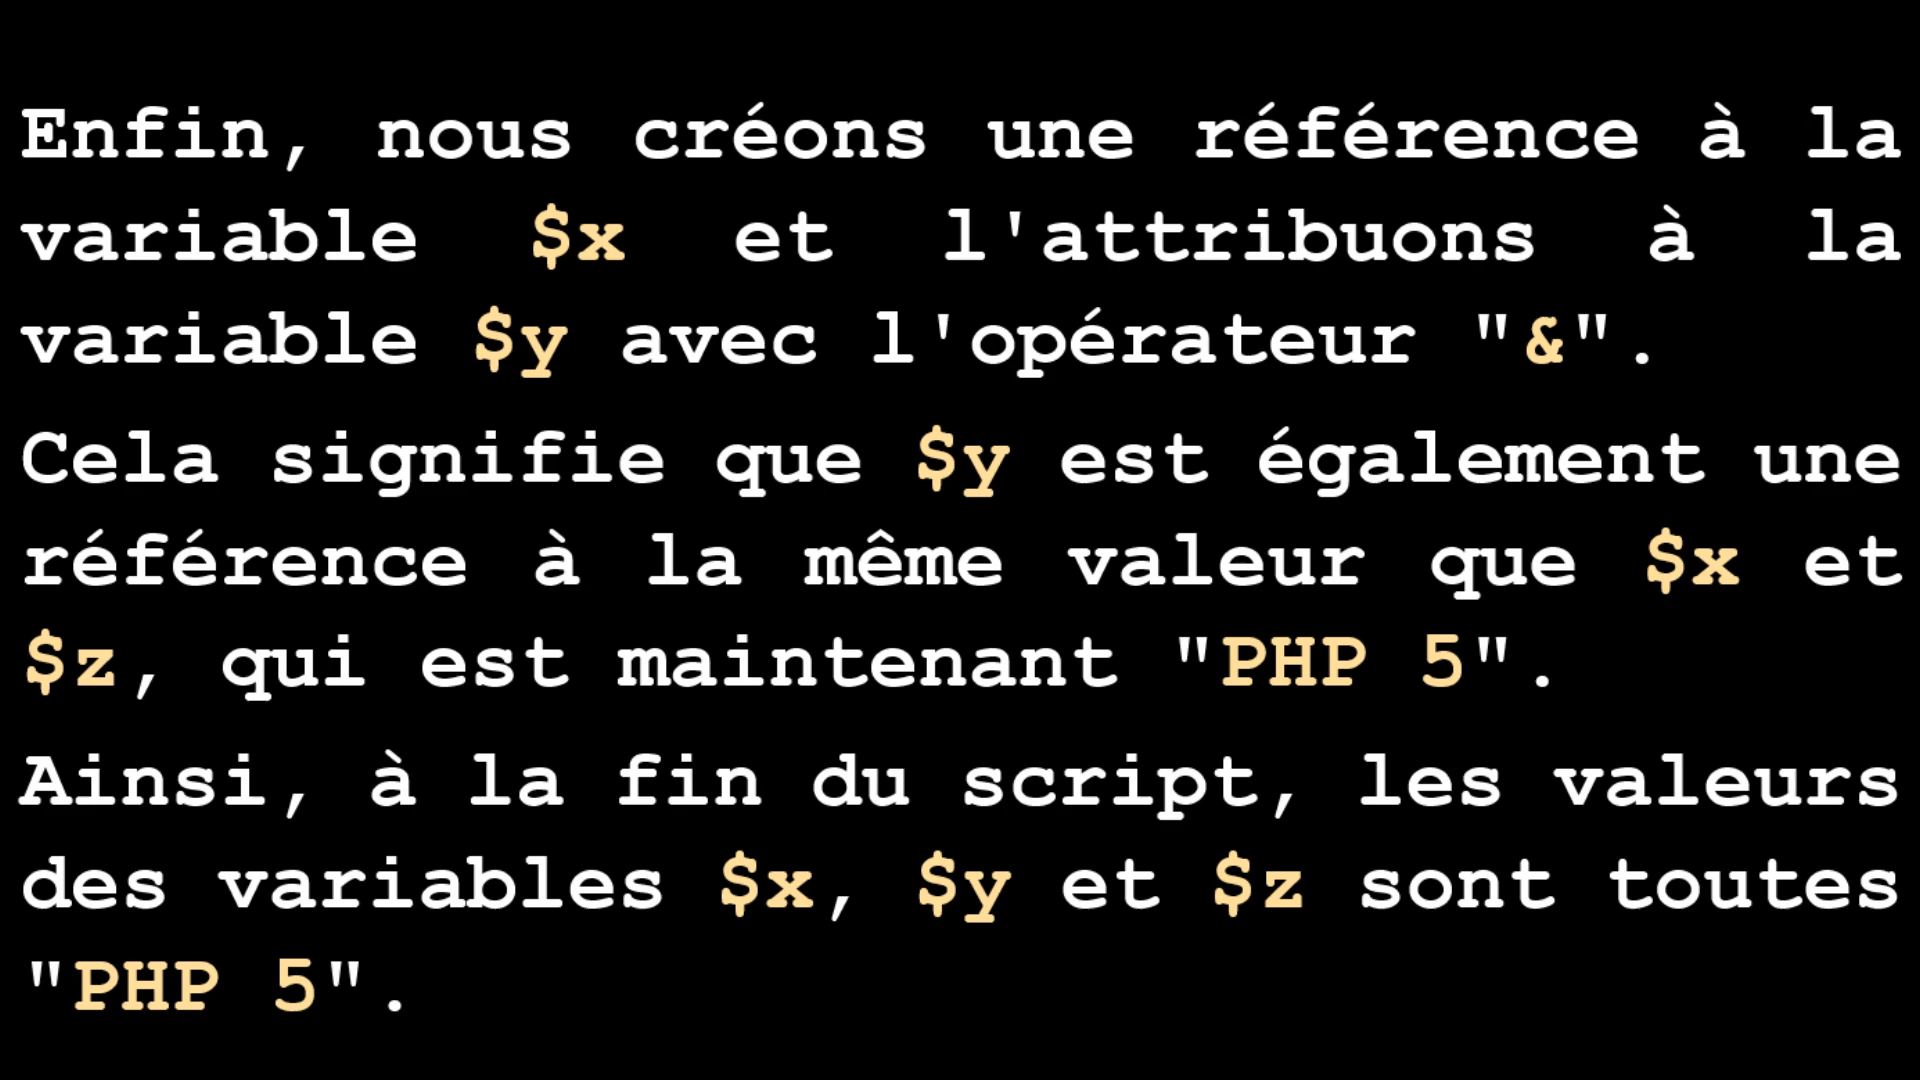 Enfin, nous créons une référence à la
variable $x et l'attribuons à la
variable $y avec l'opérateur "&".
Cela signifie que $y est également une
référence à la même valeur que $x et
$z, qui est maintenant "PHP 5".
Ainsi, à la fin du script, les valeurs
des variables $x, $y et $z sont toutes
"PHP 5".